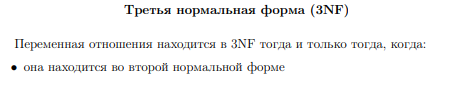 Третья нормальная форма (3NF)
Переменная отношения находится в 3NF тогда и только тогда, когда:
• она находится во второй нормальной форме